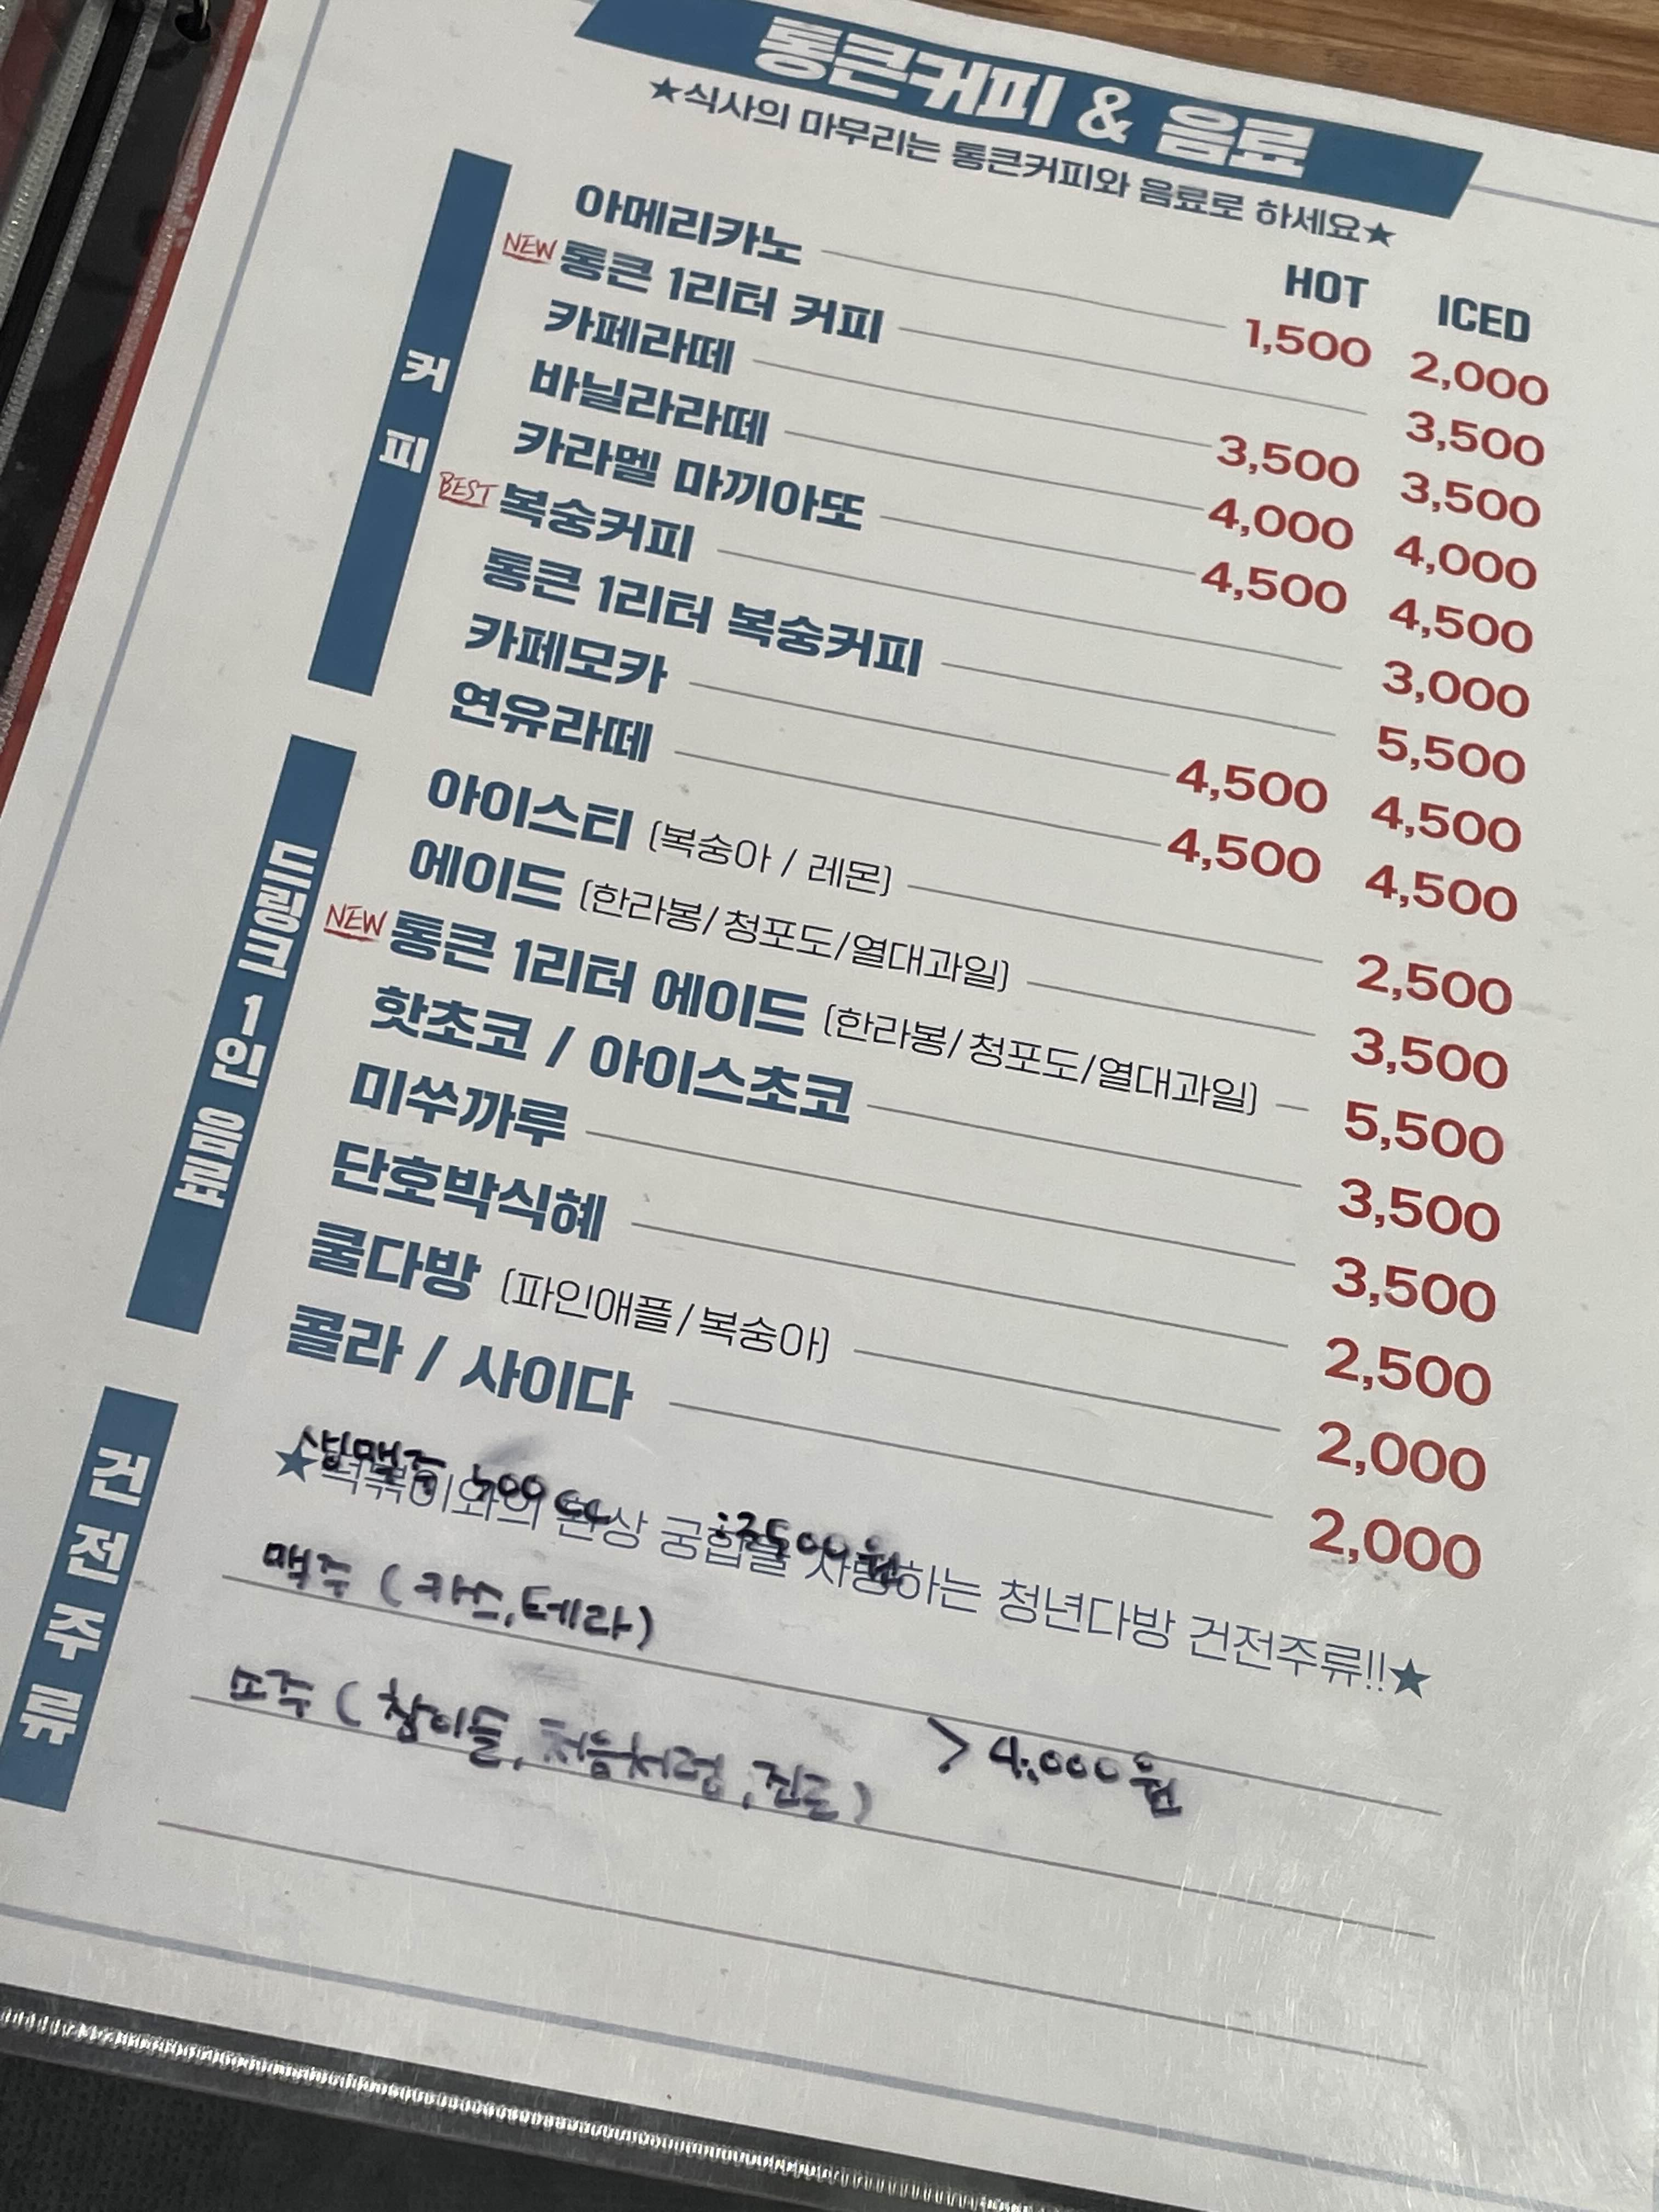 통큰커피 & 음료
★식사의 마무리는 통큰커피와 음료로 하세요★
HOT ICED
커피
아메리카노 1,500 2,000
NEW 통큰 1리터 커피 3,500
카페라떼 3,500 3,500
바닐라라떼 4,000 4,000
카라멜 마끼아또 4,500 4,500
BEST 복숭커피 3,000
통큰 1리터 복숭커피 5,500
카페모카 4,500 4,500
연유라떼 4,500 4,500
드링크 1인 음료
아이스티 (복숭아 / 레몬) 2,500
에이드 (한라봉/청포도/열대과일) 3,500
NEW 통큰 1리터 에이드 (한라봉/청포도/열대과일) 5,500
핫초코 / 아이스초코 3,500
미쑤까루 3,500
단호박식혜 2,500
쿨다방 (파인애플/복숭아) 2,000
콜라 / 사이다 2,000
건전주류
생맥주 500cc :3500원
★떡볶이와의 환상 궁합을 자랑하는 청년다방 건전주류!!★
맥주 (카스,테라)
소주 (참이슬, 처음처럼, 진로) > 4,000원